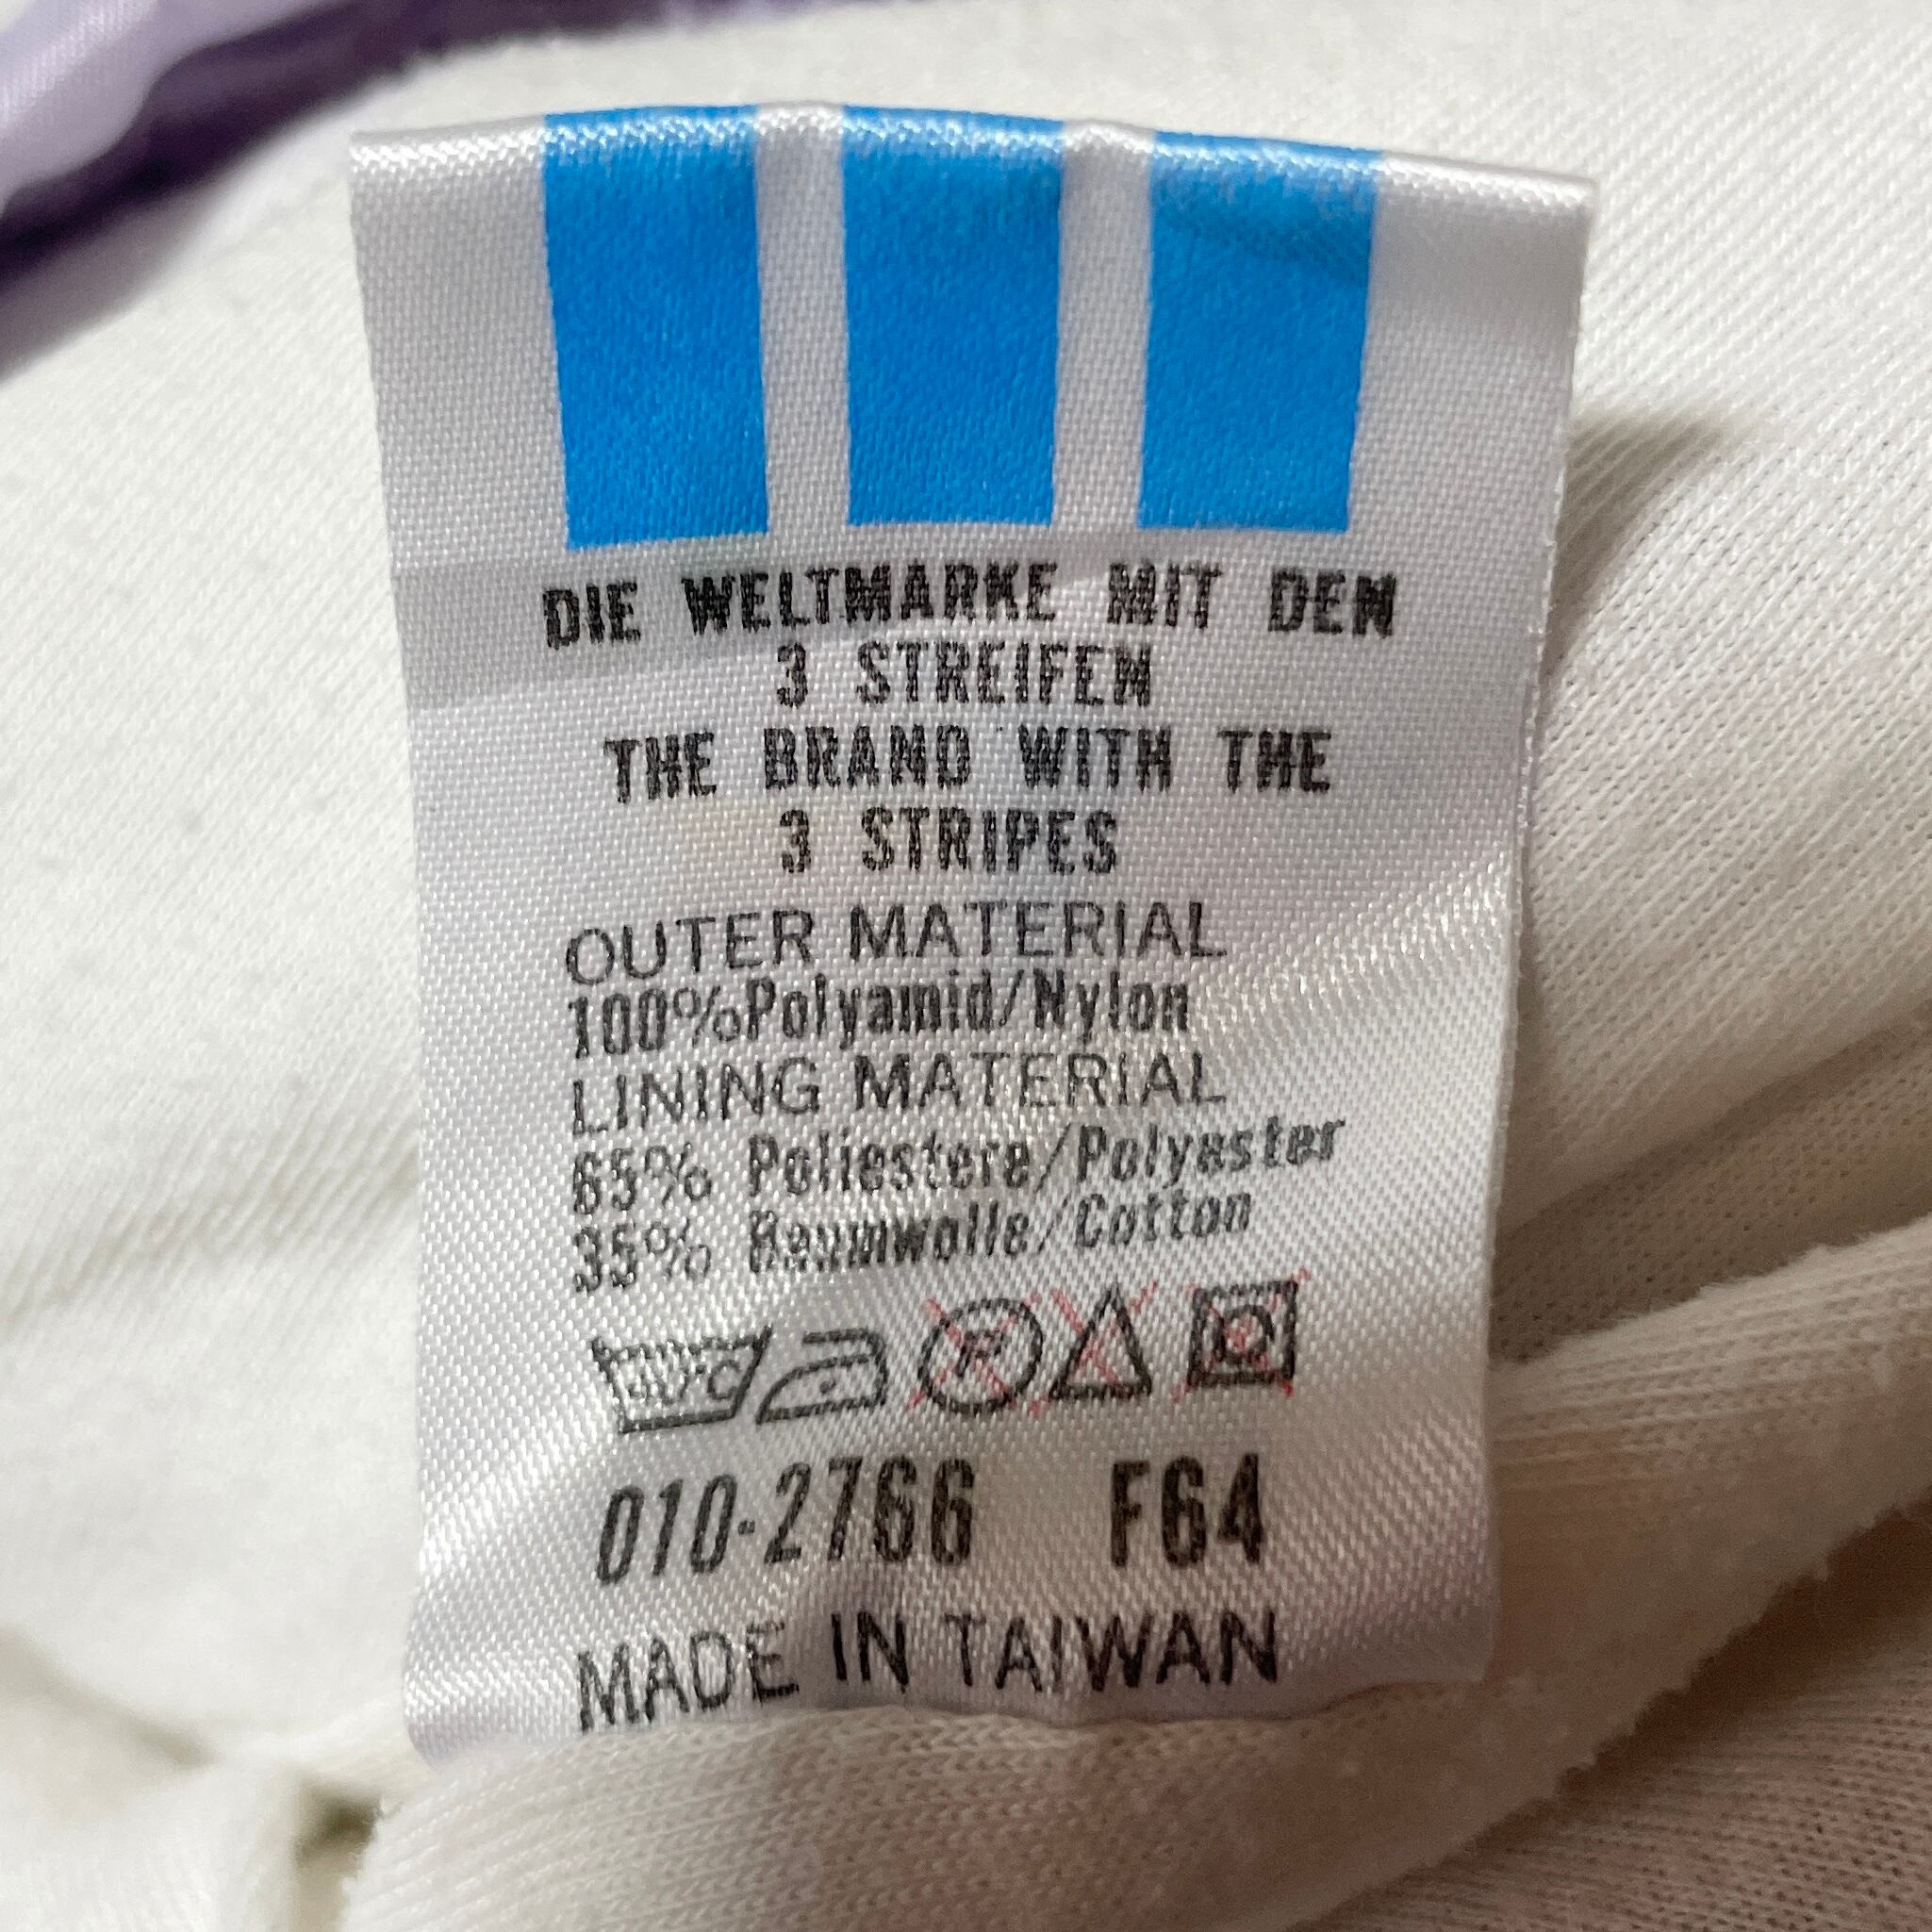 DIE WELTMARKE MIT DEN
3 STREIFEN
THE BRAND WITH THE
3 STRIPES
OUTER MATERIAL
100%Polyamid/Nylon
LINING MATERIAL
65% Poliestere/Polyester
35% Baumwolle/Cotton
30°C P
010-2766 F64
MADE IN TAIWAN